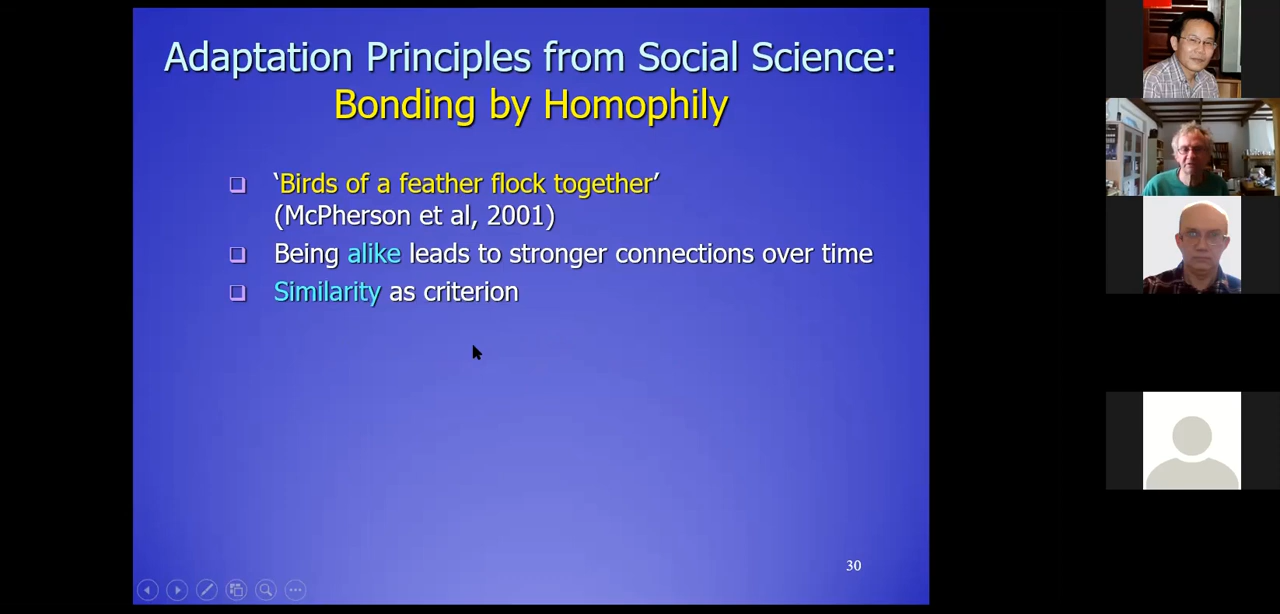 Adaptation Principles from Social Science:
Bonding by Homophily
‘Birds of a feather flock together’
(McPherson et al, 2001)
Being alike leads to stronger connections over time
Similarity as criterion
30